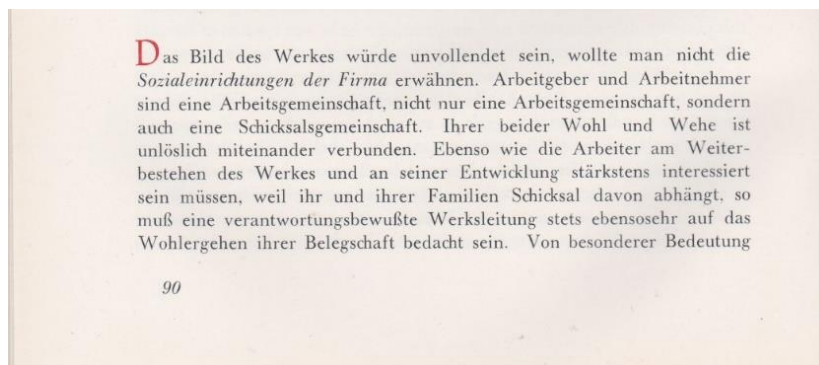 Das Bild des Werkes würde unvollendet sein, wollte man nicht die
Sozialeinrichtungen der Firma erwähnen. Arbeitgeber und Arbeitnehmer
sind eine Arbeitsgemeinschaft, nicht nur eine Arbeitsgemeinschaft, sondern
auch eine Schicksalsgemeinschaft. Ihrer beider Wohl und Wehe ist
unlöslich miteinander verbunden. Ebenso wie die Arbeiter am Weiter-
bestehen des Werkes und an seiner Entwicklung stärkstens interessiert
sein müssen, weil ihr und ihrer Familien Schicksal davon abhängt, so
muß eine verantwortungsbewußte Werksleitung stets ebensosehr auf das
Wohlergehen ihrer Belegschaft bedacht sein. Von besonderer Bedeutung
90